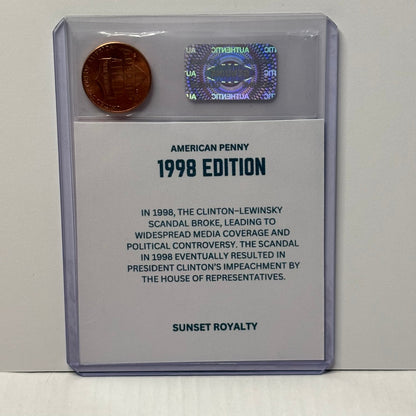 AUTHENTIC
AUTHENTIC
AMERICAN PENNY
1998 EDITION
IN 1998, THE CLINTON–LEWINSKY
SCANDAL BROKE, LEADING TO
WIDESPREAD MEDIA COVERAGE AND
POLITICAL CONTROVERSY. THE SCANDAL
IN 1998 EVENTUALLY RESULTED IN
PRESIDENT CLINTON'S IMPEACHMENT BY
THE HOUSE OF REPRESENTATIVES.
SUNSET ROYALTY